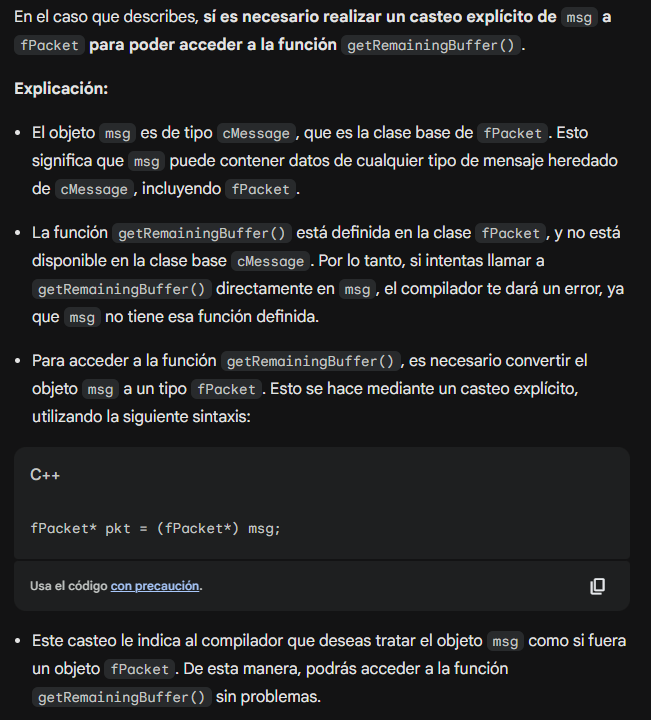 En el caso que describes, sí es necesario realizar un casteo explícito de msg a
fPacket para poder acceder a la función getRemainingBuffer().
Explicación:
• El objeto msg es de tipo cMessage, que es la clase base de fPacket. Esto
significa que msg puede contener datos de cualquier tipo de mensaje heredado
de cMessage, incluyendo fPacket.
• La función getRemainingBuffer() está definida en la clase fPacket, y no está
disponible en la clase base cMessage. Por lo tanto, si intentas llamar a
getRemainingBuffer() directamente en msg, el compilador te dará un error, ya
que msg no tiene esa función definida.
• Para acceder a la función getRemainingBuffer(), es necesario convertir el
objeto msg a un tipo fPacket. Esto se hace mediante un casteo explícito,
utilizando la siguiente sintaxis:
C++
fPacket* pkt = (fPacket*) msg;
Usa el código con precaución.
• Este casteo le indica al compilador que deseas tratar el objeto msg como si fuera
un objeto fPacket. De esta manera, podrás acceder a la función
getRemainingBuffer() sin problemas.